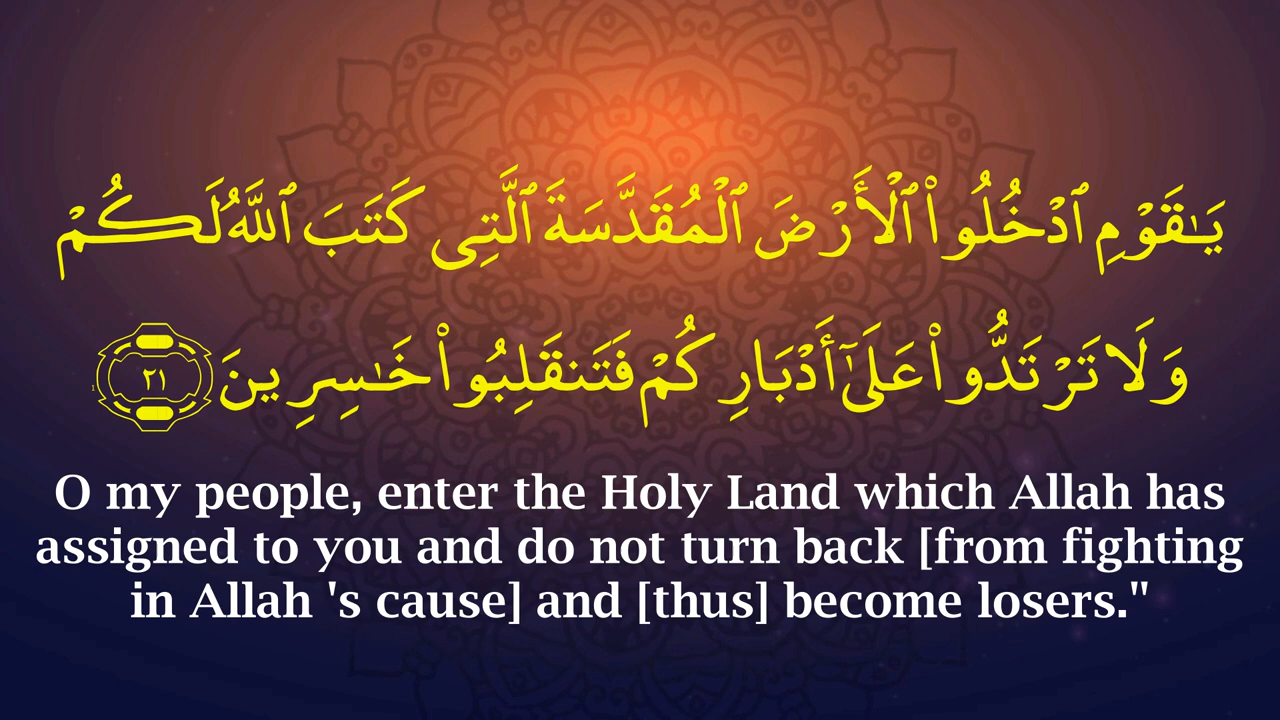 يَـٰقَوْمِ ٱدْخُلُوا۟ ٱلْأَرْضَ ٱلْمُقَدَّسَةَ ٱلَّتِى كَتَبَ ٱللَّهُ لَكُمْ
وَلَا تَرْتَدُّوا۟ عَلَىٰٓ أَدْبَارِكُمْ فَتَنقَلِبُوا۟ خَـٰسِرِينَ ٢١
O my people, enter the Holy Land which Allah has
assigned to you and do not turn back [from fighting
in Allah 's cause] and [thus] become losers."